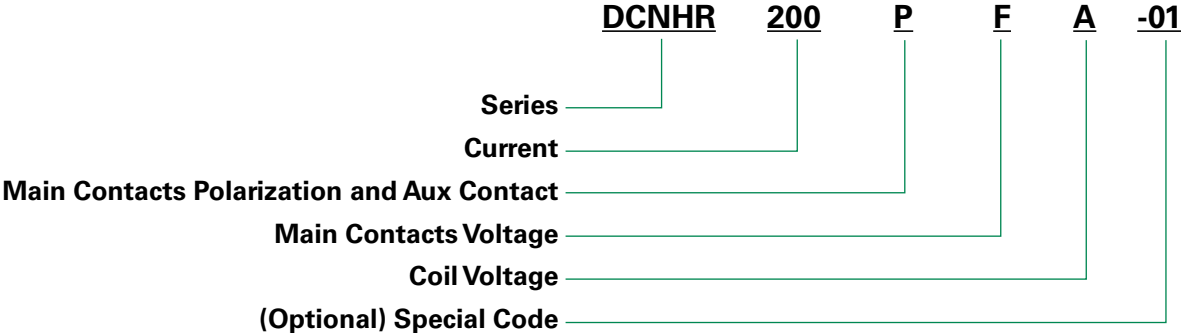 DCNHR 200 P F A -01
Series
Current
Main Contacts Polarization and Aux Contact
Main Contacts Voltage
Coil Voltage
(Optional) Special Code